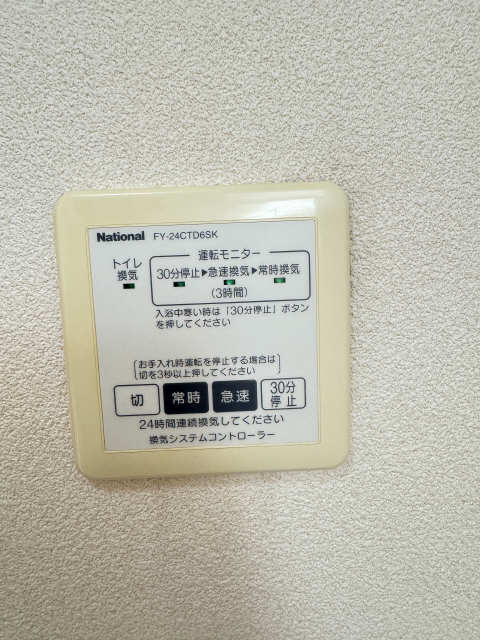 National FY-24CTD6SK
運転モニター
トイレ
換気
30分停止▶急速換気▶常時換気
(3時間)
入浴中寒い時は「30分停止」ボタン
を押してください
お手入れ時運転を停止する場合は
切を3秒以上押してください
切 常時 急速 30分
停止
24時間連続換気してください
換気システムコントローラー